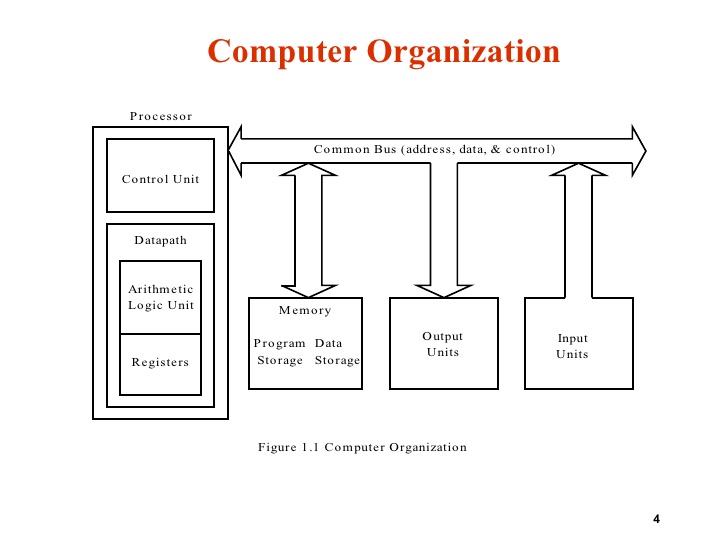 Computer Organization
Processor
Common Bus (address, data, & control)
Control Unit
Datapath
Arithmetic
Logic Unit
Registers
Memory
Program Data
Storage Storage
Output
Units
Input
Units
Figure 1.1 Computer Organization
4